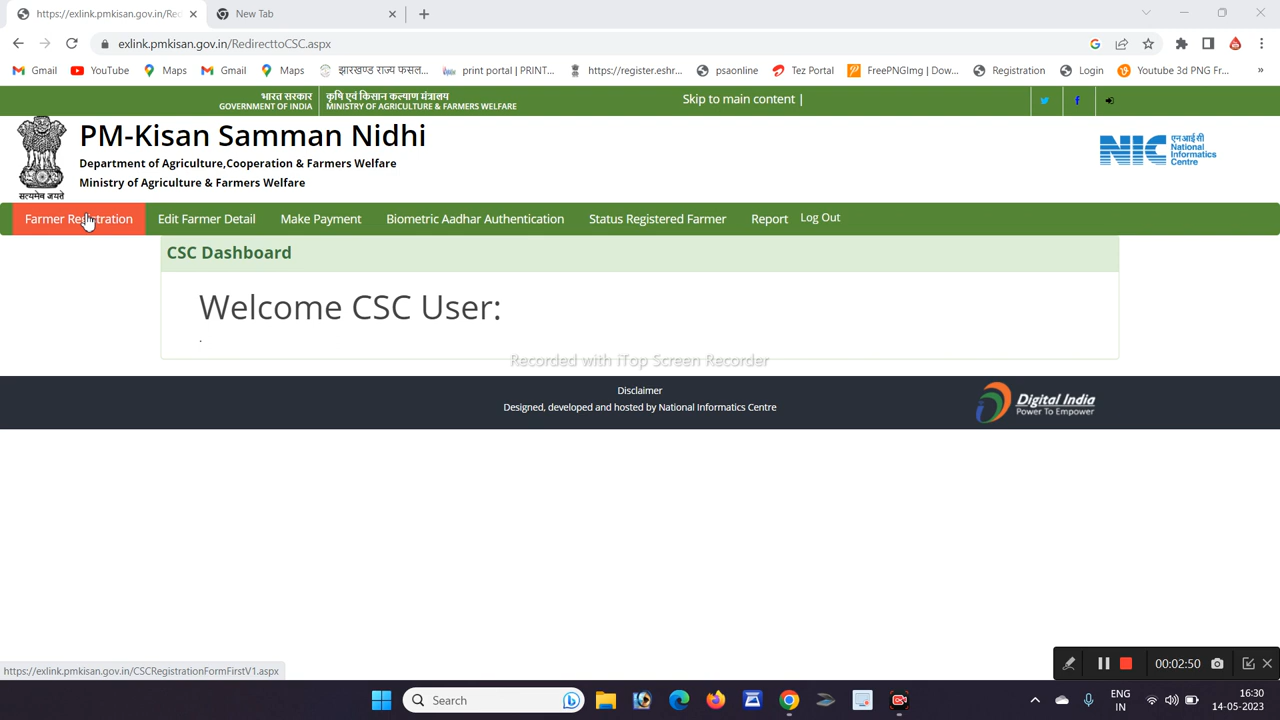 https://exlink.pmkisan.gov.in/Red
New Tab
exlink.pmkisan.gov.in/RedirecttoCSC.aspx
Gmail
YouTube
Maps
Gmail
Maps
झारखण्ड राज्य फसल...
print portal | PRINT...
https://register.eshr...
psaonline
Tez Portal
FreePNGImg | Dow...
Registration
Login
Youtube 3d PNG Fr...
»
भारत सरकार
GOVERNMENT OF INDIA
कृषि एवं किसान कल्याण मंत्रालय
MINISTRY OF AGRICULTURE & FARMERS WELFARE
Skip to main content |
PM-Kisan Samman Nidhi
Department of Agriculture,Cooperation & Farmers Welfare
Ministry of Agriculture & Farmers Welfare
सत्यमेव जयते
NIC
एन आई सी
National
Informatics
Centre
Farmer Registration
Edit Farmer Detail
Make Payment
Biometric Aadhar Authentication
Status Registered Farmer
Report
Log Out
CSC Dashboard
Welcome CSC User:
.
Recorded with iTop Screen Recorder
Disclaimer
Designed, developed and hosted by National Informatics Centre
Digital India
Power To Empower
https://exlink.pmkisan.gov.in/CSCRegistrationFormFirstV1.aspx
00:02:50
Search
ENG
IN
16:30
14-05-2023